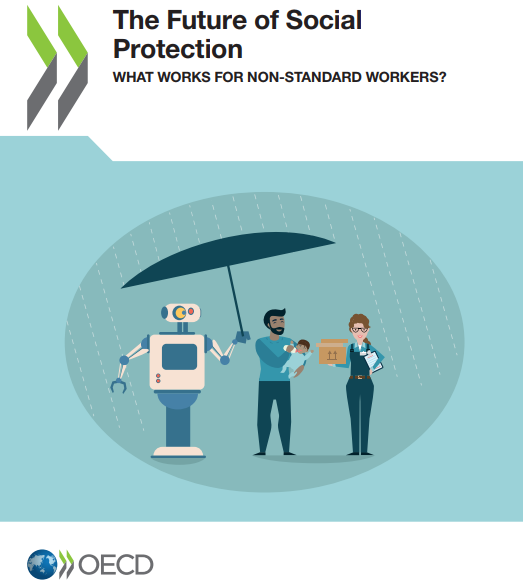 The Future of Social
Protection
WHAT WORKS FOR NON-STANDARD WORKERS?
OECD